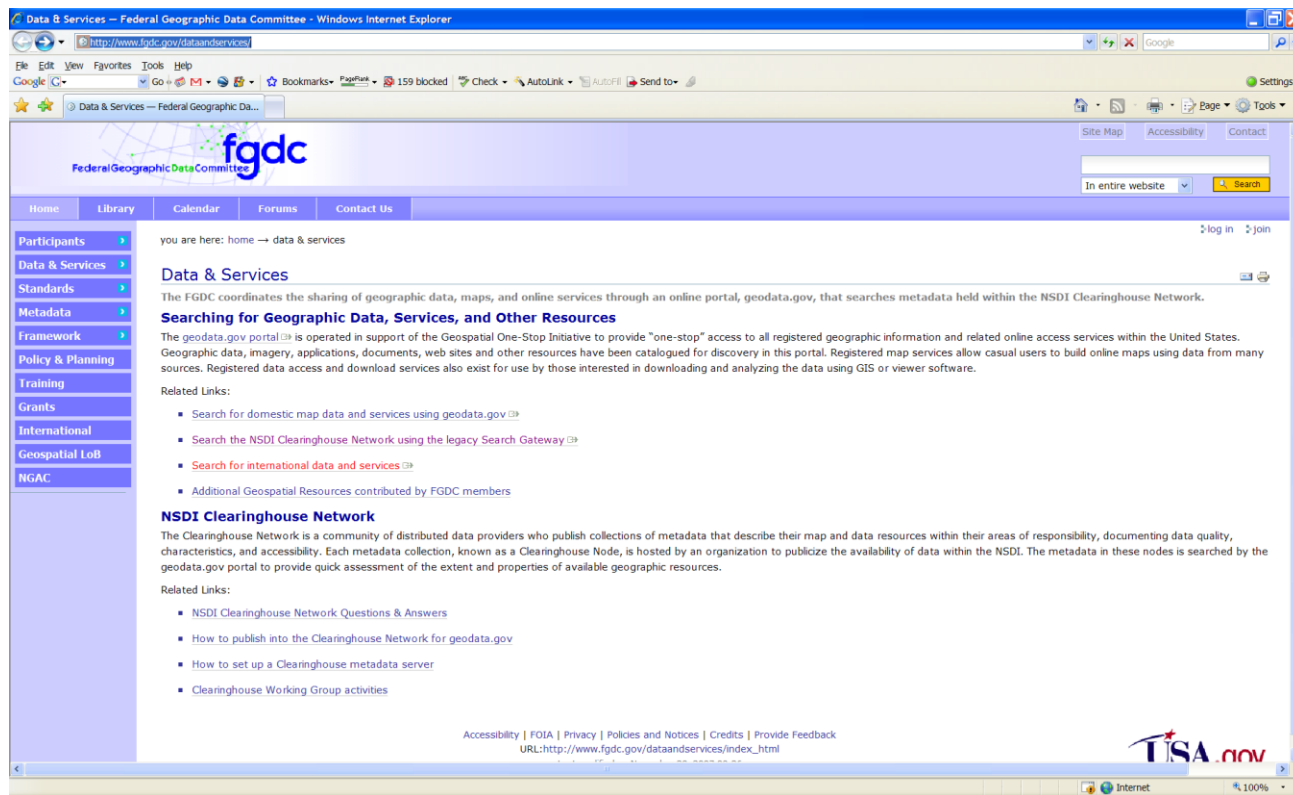 Data & Services — Federal Geographic Data Committee - Windows Internet Explorer
http://www.fgdc.gov/dataandservices/
Google
File Edit View Favorites Tools Help
Google G Go Bookmarks PageRank 159 blocked Check AutoLink AutoFill Send to Settings
Data & Services — Federal Geographic Da... Page Tools
Site Map Accessibility Contact
fgdc
FederalGeographicDataCommittee
In entire website Search
Home Library Calendar Forums Contact Us
log in join
Participants
Data & Services
Standards
Metadata
Framework
Policy & Planning
Training
Grants
International
Geospatial LoB
NGAC
you are here: home → data & services
Data & Services
The FGDC coordinates the sharing of geographic data, maps, and online services through an online portal, geodata.gov, that searches metadata held within the NSDI Clearinghouse Network.
Searching for Geographic Data, Services, and Other Resources
The geodata.gov portal is operated in support of the Geospatial One-Stop Initiative to provide “one-stop” access to all registered geographic information and related online access services within the United States.
Geographic data, imagery, applications, documents, web sites and other resources have been catalogued for discovery in this portal. Registered map services allow casual users to build online maps using data from many
sources. Registered data access and download services also exist for use by those interested in downloading and analyzing the data using GIS or viewer software.
Related Links:
▪ Search for domestic map data and services using geodata.gov
▪ Search the NSDI Clearinghouse Network using the legacy Search Gateway
▪ Search for international data and services
▪ Additional Geospatial Resources contributed by FGDC members
NSDI Clearinghouse Network
The Clearinghouse Network is a community of distributed data providers who publish collections of metadata that describe their map and data resources within their areas of responsibility, documenting data quality,
characteristics, and accessibility. Each metadata collection, known as a Clearinghouse Node, is hosted by an organization to publicize the availability of data within the NSDI. The metadata in these nodes is searched by the
geodata.gov portal to provide quick assessment of the extent and properties of available geographic resources.
Related Links:
▪ NSDI Clearinghouse Network Questions & Answers
▪ How to publish into the Clearinghouse Network for geodata.gov
▪ How to set up a Clearinghouse metadata server
▪ Clearinghouse Working Group activities
Accessibility | FOIA | Privacy | Policies and Notices | Credits | Provide Feedback
URL:http://www.fgdc.gov/dataandservices/index_html
USA.gov
Internet 100%